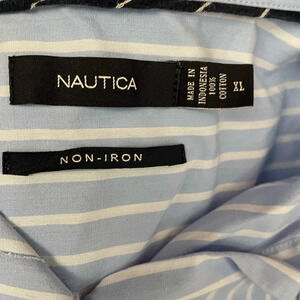 NAUTICA
MADE IN
INDONESIA
100%
COTTON
XL
NON-IRON